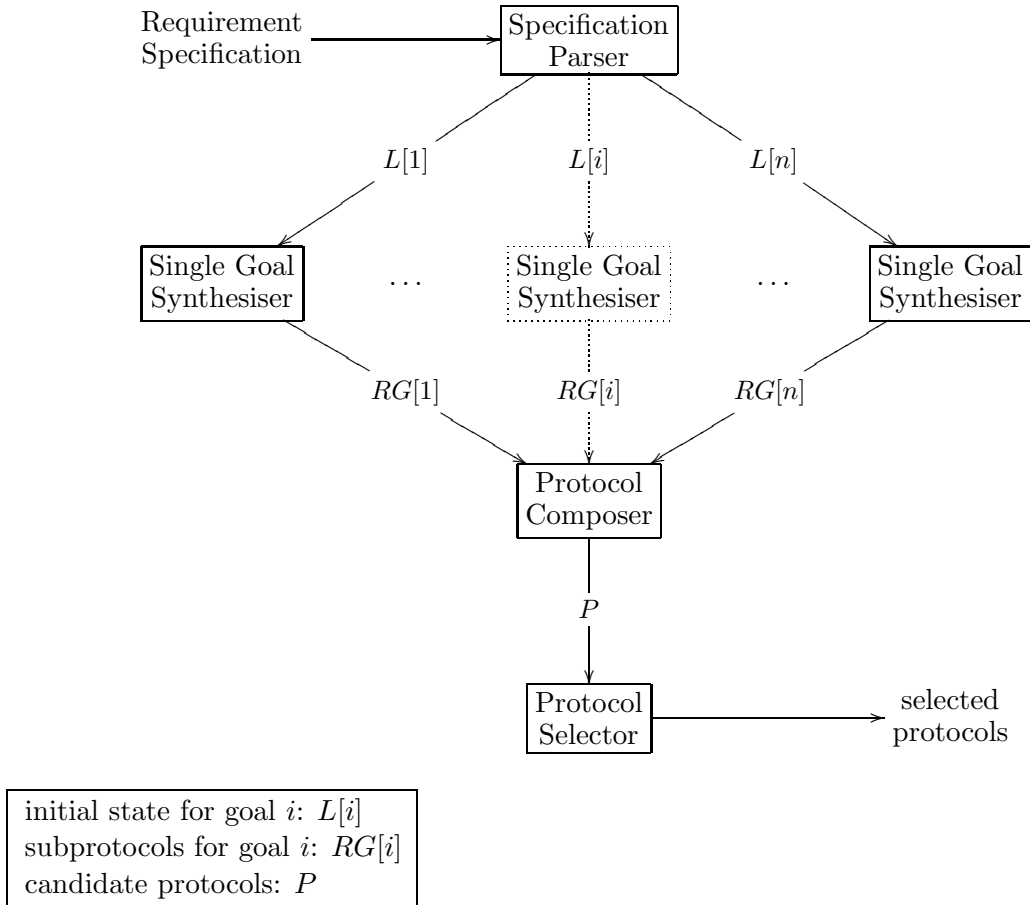 Requirement
Specification
Specification
Parser
L[1]
L[i]
L[n]
Single Goal
Synthesiser
...
Single Goal
Synthesiser
...
Single Goal
Synthesiser
RG[1]
RG[i]
RG[n]
Protocol
Composer
P
Protocol
Selector
selected
protocols
initial state for goal i: L[i]
subprotocols for goal i: RG[i]
candidate protocols: P